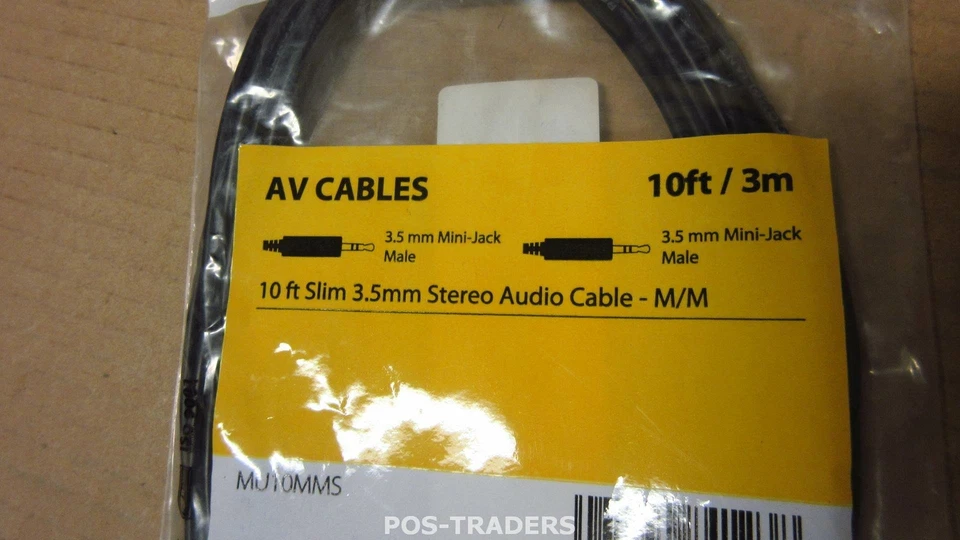 AV CABLES
10ft / 3m
3.5 mm Mini-Jack
Male
3.5 mm Mini-Jack
Male
10 ft Slim 3.5mm Stereo Audio Cable - M/M
MU10MMS
POS-TRADERS